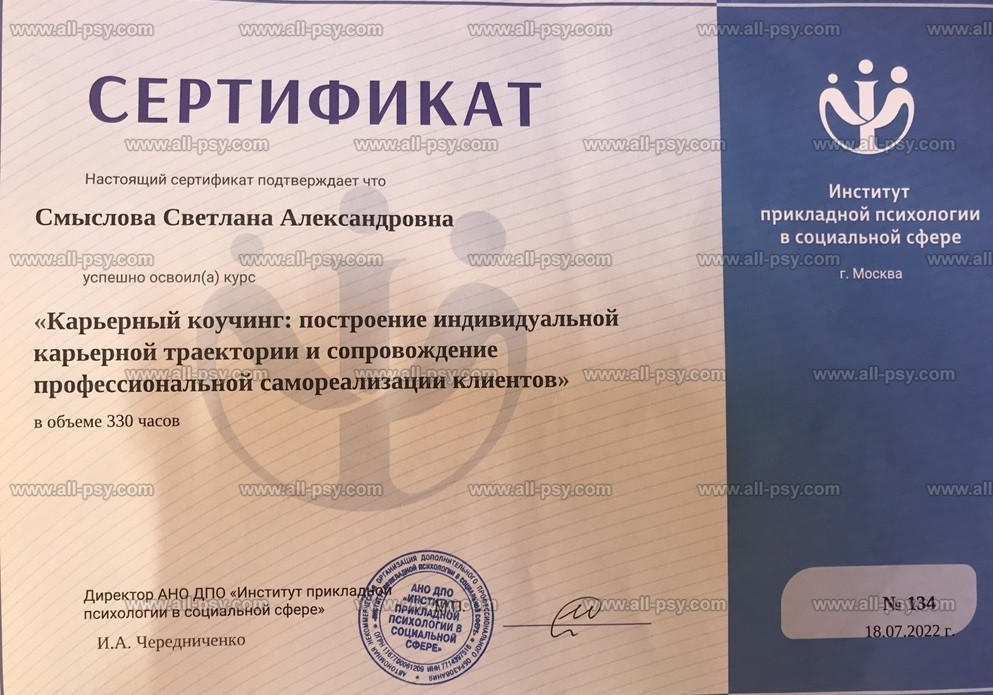 СЕРТИФИКАТ
Настоящий сертификат подтверждает что
Смыслова Светлана Александровна
успешно освоил(а) курс
«Карьерный коучинг: построение индивидуальной
карьерной траектории и сопровождение
профессиональной самореализации клиентов»
в объеме 330 часов
Директор АНО ДПО «Институт прикладной
психологии в социальной сфере»
И.А. Чередниченко
АНО ДПО
«ИНСТИТУТ
ПРИКЛАДНОЙ
ПСИХОЛОГИИ В
СОЦИАЛЬНОЙ
СФЕРЕ»
Институт
прикладной психологии
в социальной сфере
г. Москва
№ 134
18.07.2022 г.
www.all-psy.com